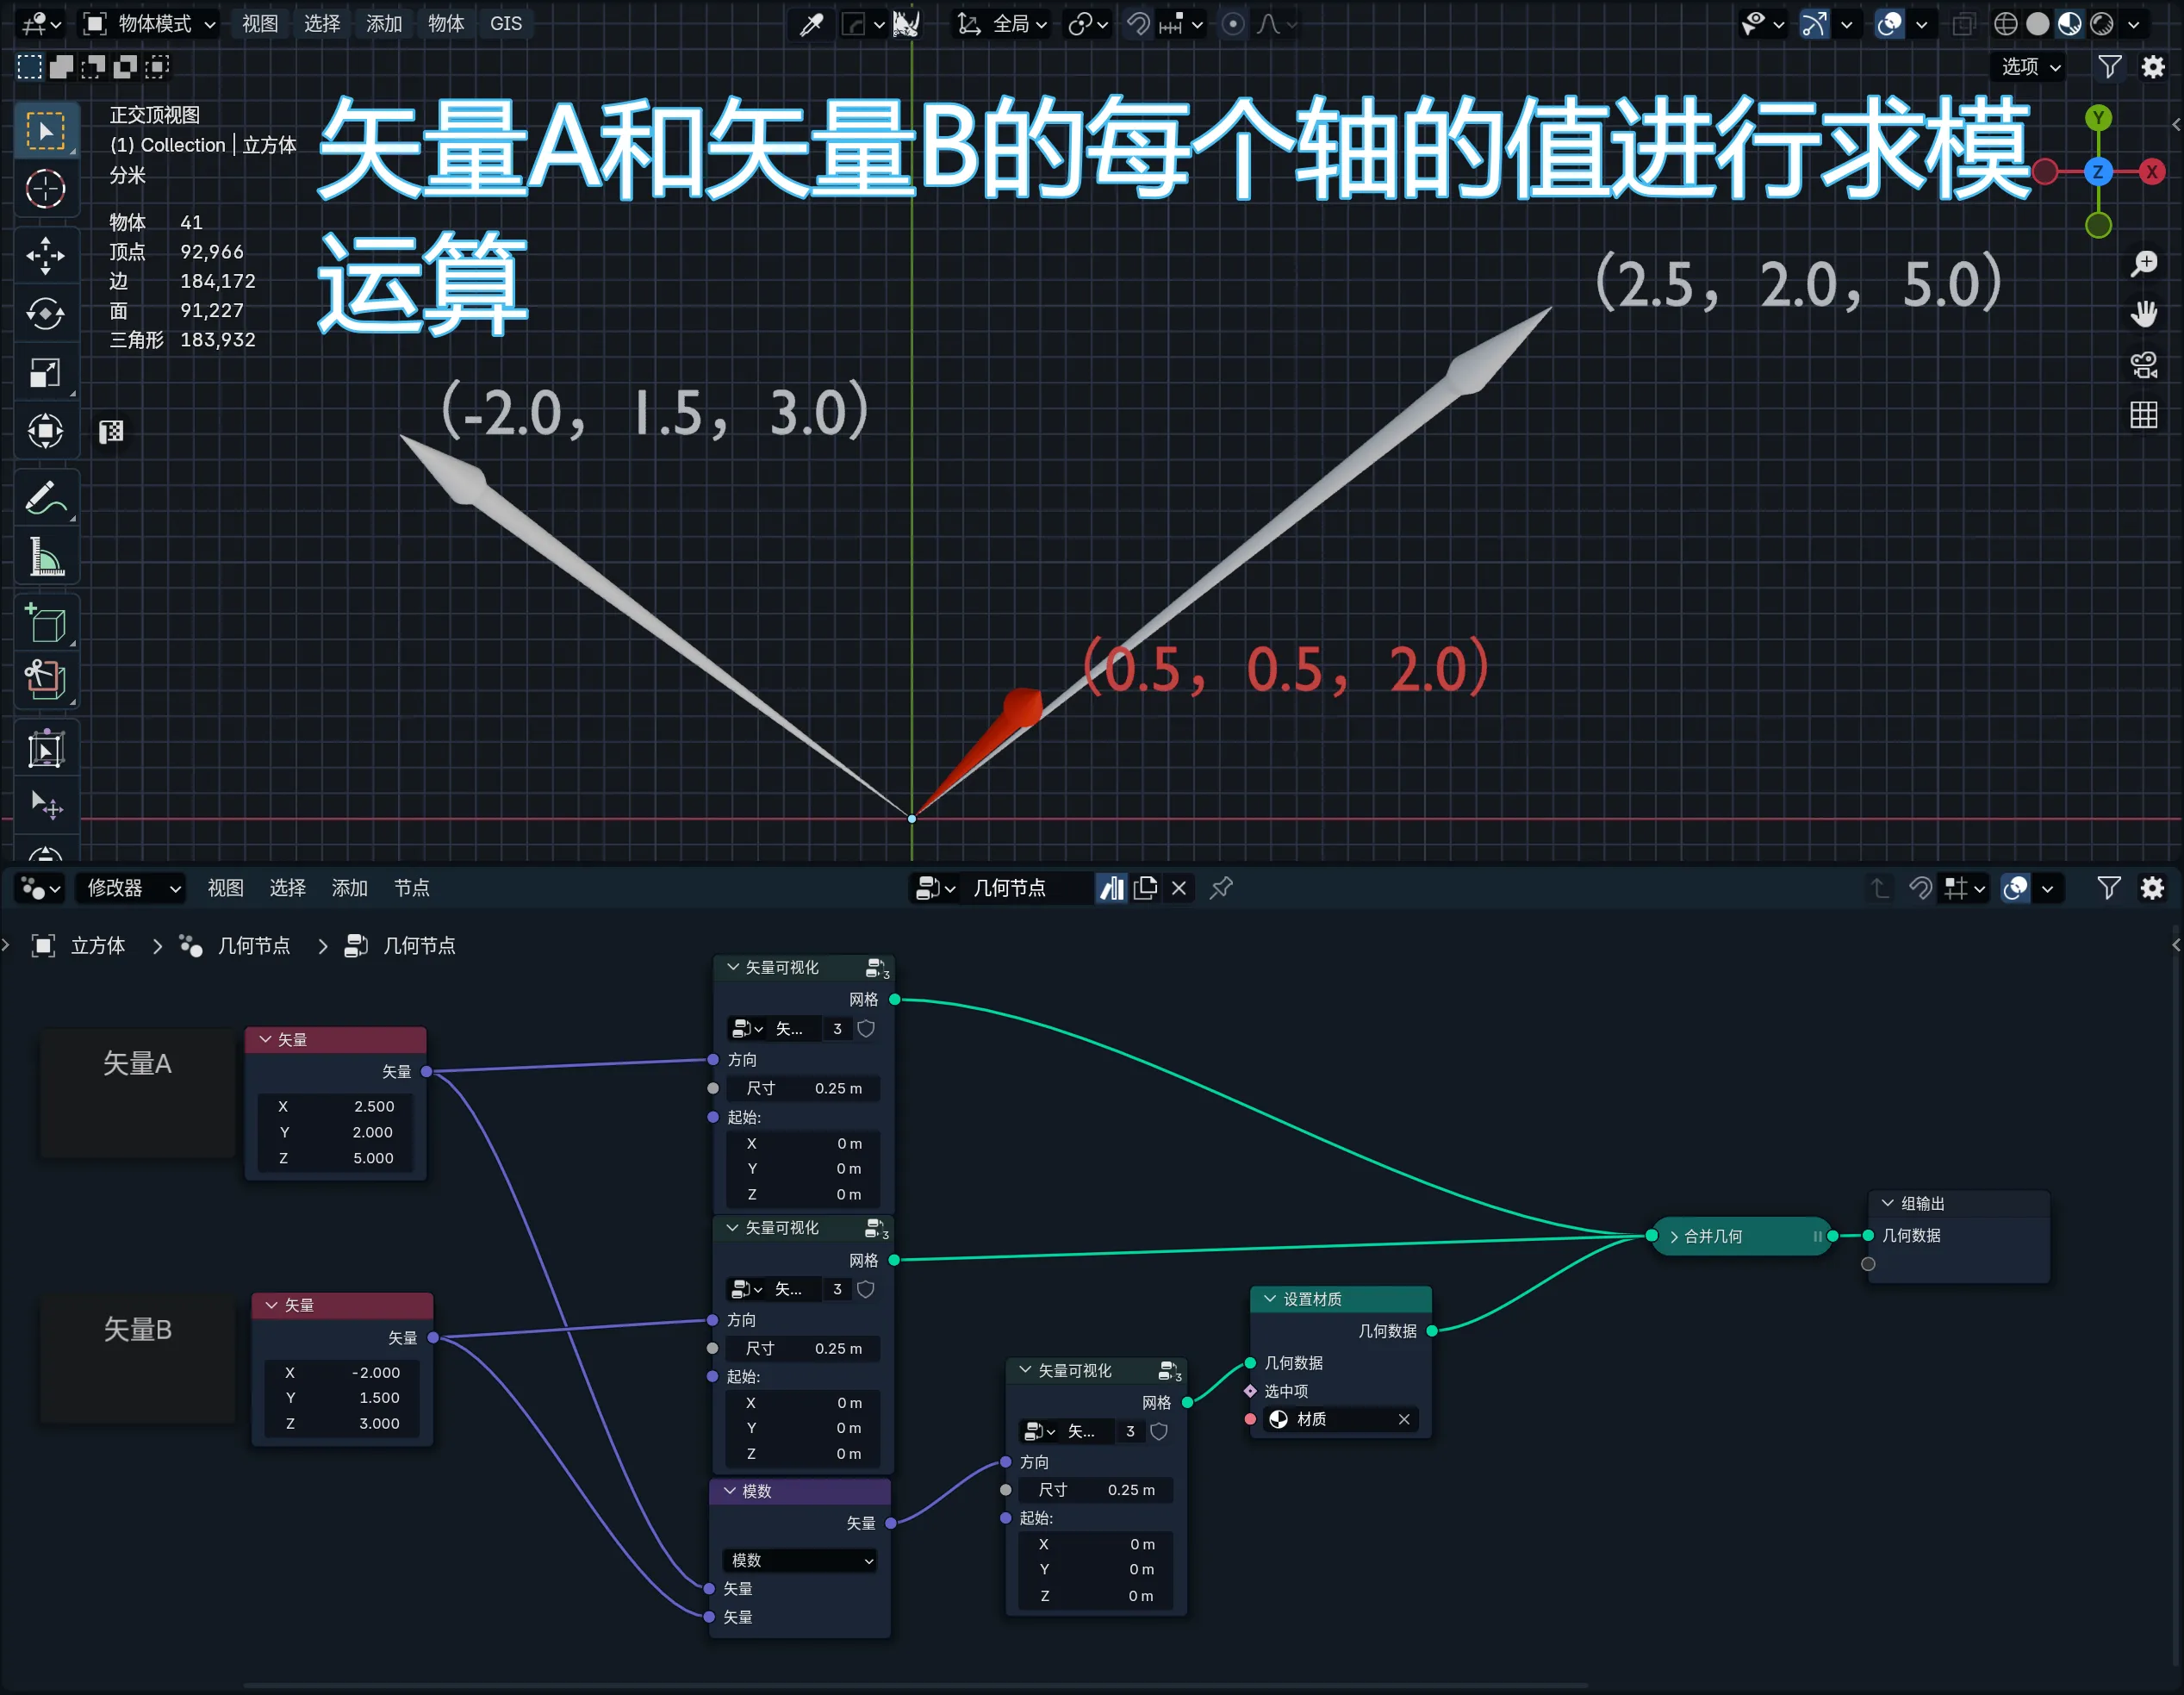 物体模式 视图 选择 添加 物体 GIS 全局
选项
正交顶视图
(1) Collection | 立方体
分米
物体 41
顶点 92,966
边 184,172
面 91,227
三角形 183,932
矢量A和矢量B的每个轴的值进行求模
运算
Y
Z
X
(2.5, 2.0, 5.0)
(-2.0, 1.5, 3.0)
(0.5, 0.5, 2.0)
修改器 视图 选择 添加 节点 几何节点
立方体 > 几何节点 > 几何节点
矢量A
矢量
矢量
X 2.500
Y 2.000
Z 5.000
矢量B
矢量
矢量
X -2.000
Y 1.500
Z 3.000
矢量可视化 3
网格
矢... 3
方向
尺寸 0.25 m
起始:
X 0 m
Y 0 m
Z 0 m
矢量可视化 3
网格
矢... 3
方向
尺寸 0.25 m
起始:
X 0 m
Y 0 m
Z 0 m
模数
矢量
模数
矢量
矢量
矢量可视化 3
网格
矢... 3
方向
尺寸 0.25 m
起始:
X 0 m
Y 0 m
Z 0 m
设置材质
几何数据
几何数据
选中项
材质
合并几何
组输出
几何数据